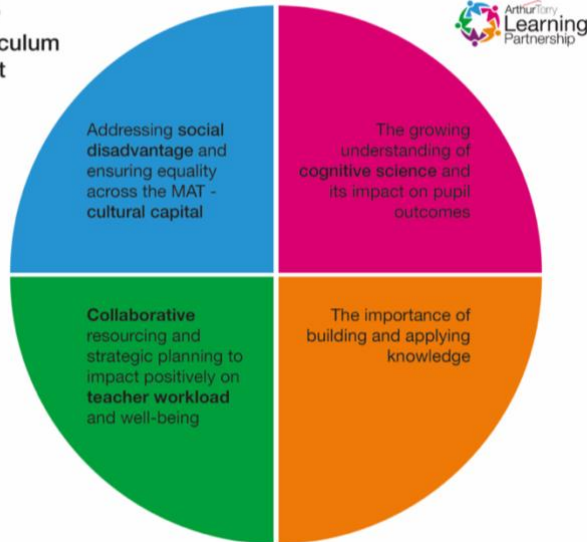 culum
t
Arthur Terry
Learning
Partnership
Addressing social
disadvantage and
ensuring equality
across the MAT -
cultural capital
The growing
understanding of
cognitive science and
its impact on pupil
outcomes
Collaborative
resourcing and
strategic planning to
impact positively on
teacher workload
and well-being
The importance of
building and applying
knowledge